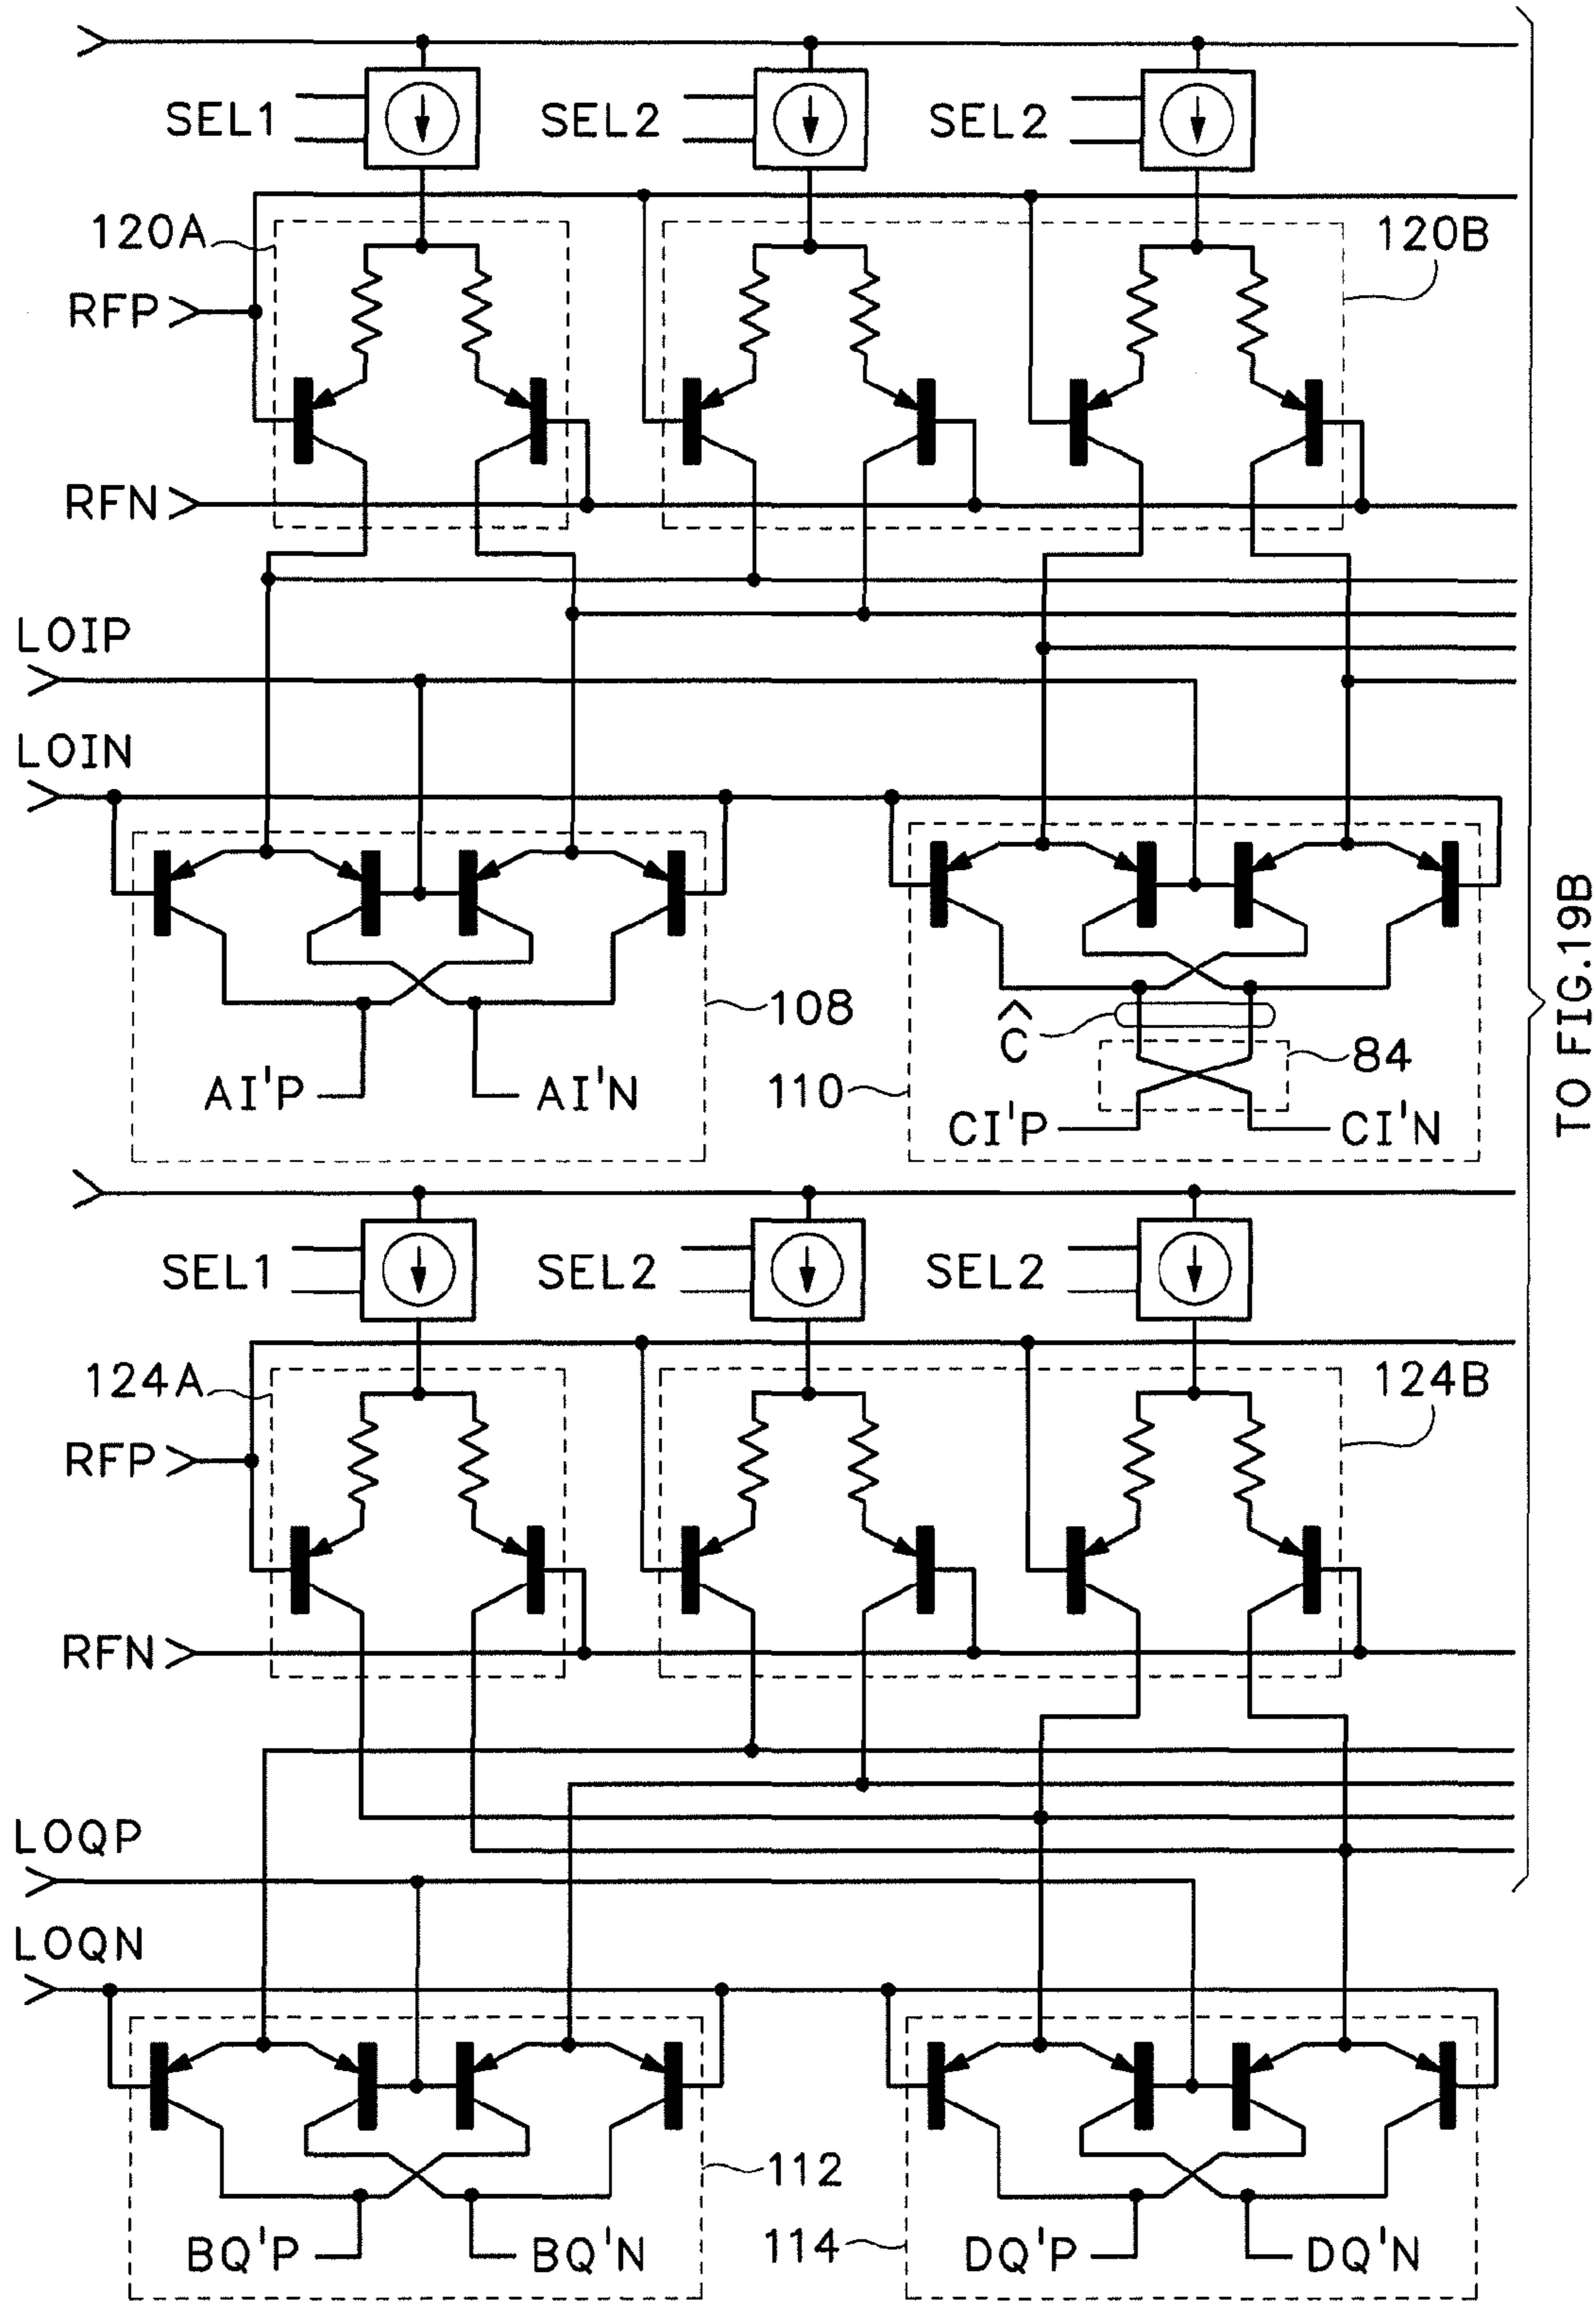 SEL1 SEL2 SEL2
120A 120B
RFP
RFN
LOIP
LOIN
108
Ĉ
84
AI'P AI'N 110
CI'P CI'N
TO FIG.19B
SEL1 SEL2 SEL2
124A 124B
RFP
RFN
LOQP
LOQN
112
BQ'P BQ'N 114 DQ'P DQ'N